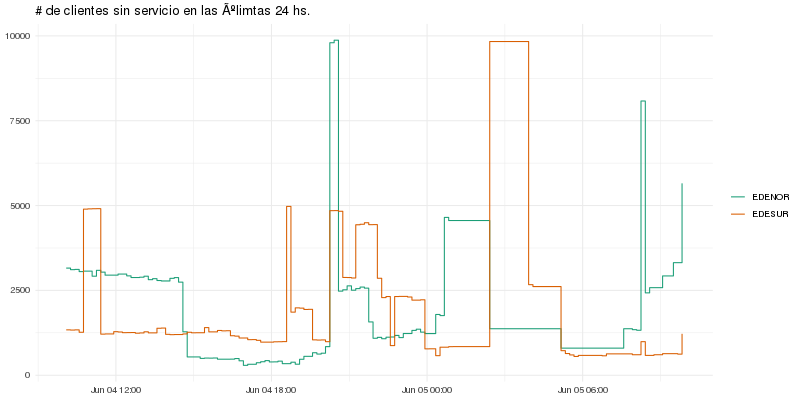 # de clientes sin servicio en las Ãºlimtas 24 hs.
10000
7500
5000
2500
0
Jun 04 12:00
Jun 04 18:00
Jun 05 00:00
Jun 05 06:00
EDENOR
EDESUR